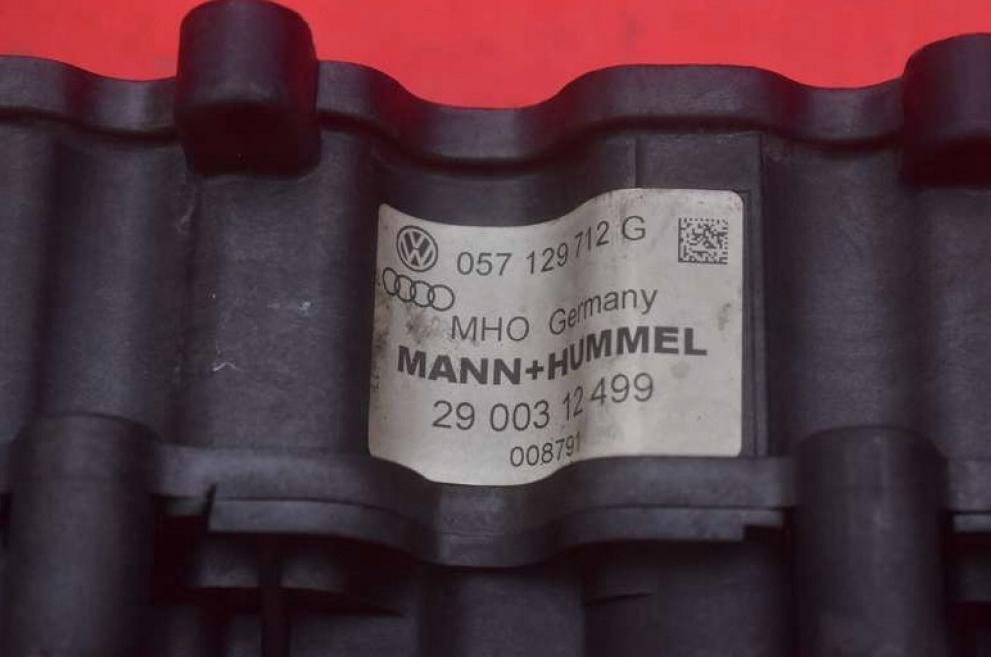 057 129 712 G
MHO Germany
MANN+HUMMEL
29 003 12 499
008791